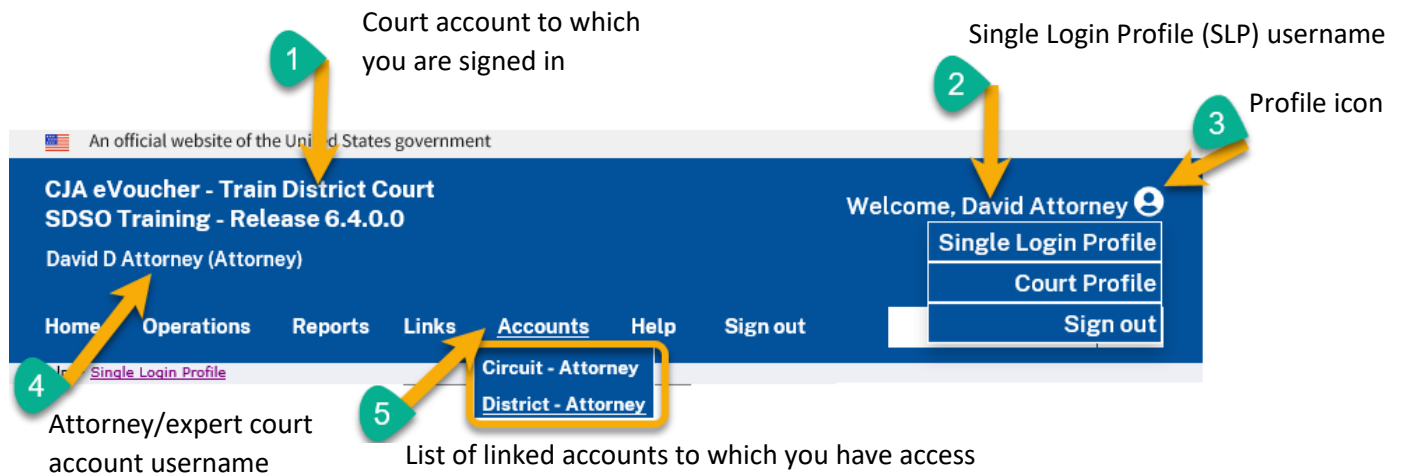 Court account to which
you are signed in
Single Login Profile (SLP) username
Profile icon
1
2
3
An official website of the United States government
CJA eVoucher - Train District Court
SDSO Training - Release 6.4.0.0
David D Attorney (Attorney)
Welcome, David Attorney
Single Login Profile
Court Profile
Sign out
Home Operations Reports Links Accounts Help Sign out
Single Login Profile
Circuit - Attorney
District - Attorney
4
5
Attorney/expert court
account username
List of linked accounts to which you have access